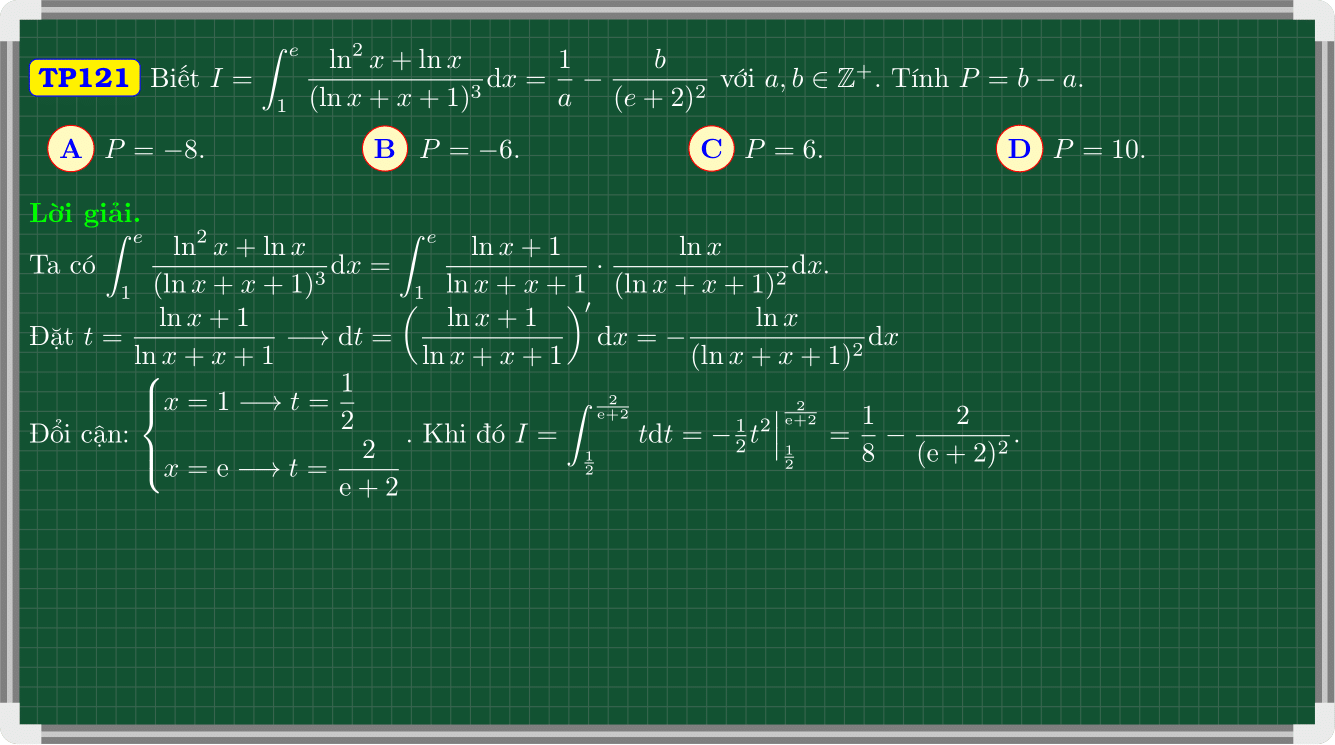 TP121 Biết $I = \int_1^e \frac{\ln^2 x + \ln x}{(\ln x + x + 1)^3} \mathrm{d}x = \frac{1}{a} - \frac{b}{(e + 2)^2}$ với $a, b \in \mathbb{Z}^+$. Tính $P = b - a$.
A $P = -8$. B $P = -6$. C $P = 6$. D $P = 10$.
Lời giải.
Ta có $\int_1^e \frac{\ln^2 x + \ln x}{(\ln x + x + 1)^3} \mathrm{d}x = \int_1^e \frac{\ln x + 1}{\ln x + x + 1} \cdot \frac{\ln x}{(\ln x + x + 1)^2} \mathrm{d}x$.
Đặt $t = \frac{\ln x + 1}{\ln x + x + 1} \longrightarrow \mathrm{d}t = \left( \frac{\ln x + 1}{\ln x + x + 1} \right)' \mathrm{d}x = -\frac{\ln x}{(\ln x + x + 1)^2} \mathrm{d}x$
Đổi cận: $\begin{cases} x = 1 \longrightarrow t = \frac{1}{2} \\ x = \mathrm{e} \longrightarrow t = \frac{2}{\mathrm{e} + 2} \end{cases}$. Khi đó $I = \int_{\frac{1}{2}}^{\frac{2}{\mathrm{e}+2}} t \mathrm{d}t = -\frac{1}{2} t^2 \Big|_{\frac{1}{2}}^{\frac{2}{\mathrm{e}+2}} = \frac{1}{8} - \frac{2}{(\mathrm{e} + 2)^2}$.